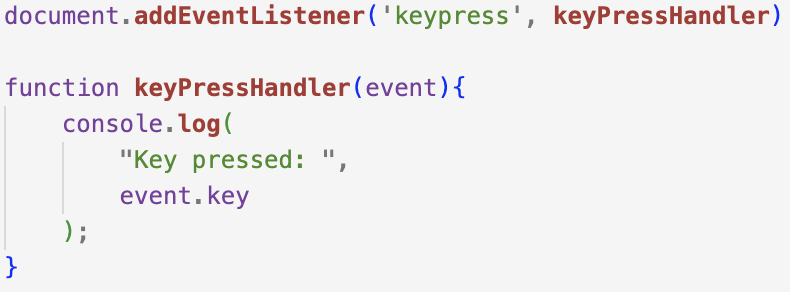 document.addEventListener('keypress', keyPressHandler)

function keyPressHandler(event){
    console.log(
        "Key pressed: ",
        event.key
    );
}